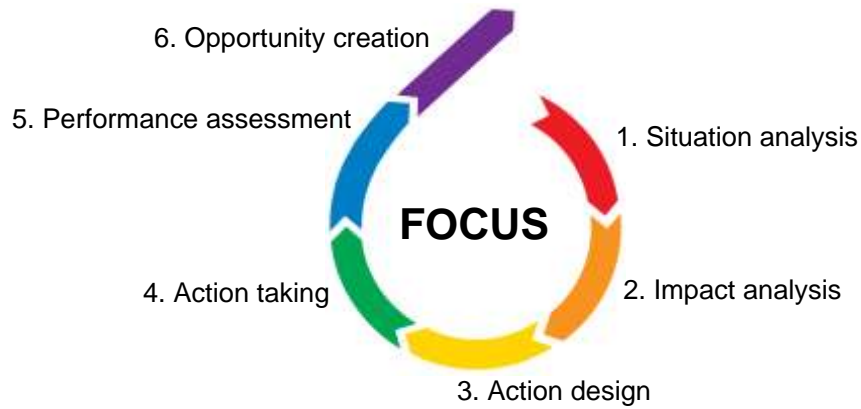 6. Opportunity creation
5. Performance assessment
1. Situation analysis
FOCUS
4. Action taking
2. Impact analysis
3. Action design